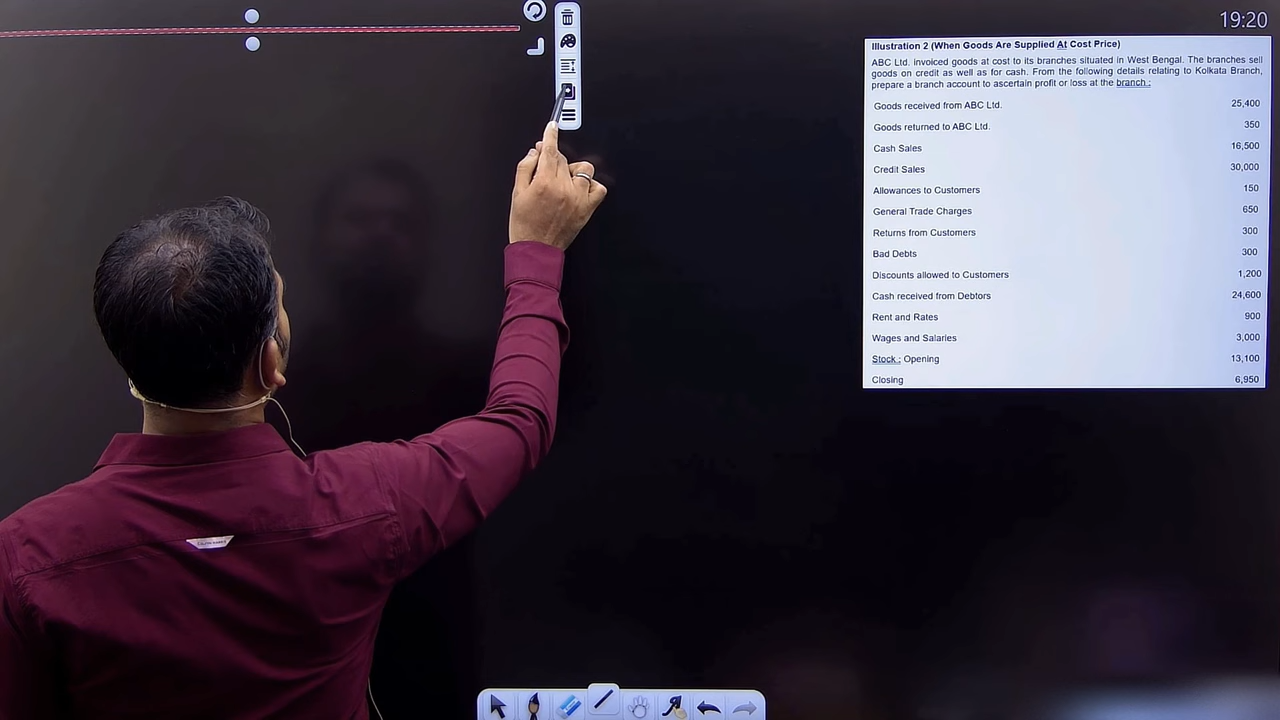 19:20
Illustration 2 (When Goods Are Supplied At Cost Price)
ABC Ltd. invoiced goods at cost to its branches situated in West Bengal. The branches sell
goods on credit as well as for cash. From the following details relating to Kolkata Branch,
prepare a branch account to ascertain profit or loss at the branch :
Goods received from ABC Ltd. 25,400
Goods returned to ABC Ltd. 350
Cash Sales 16,500
Credit Sales 30,000
Allowances to Customers 150
General Trade Charges 650
Returns from Customers 300
Bad Debts 300
Discounts allowed to Customers 1,200
Cash received from Debtors 24,600
Rent and Rates 900
Wages and Salaries 3,000
Stock : Opening 13,100
Closing 6,950